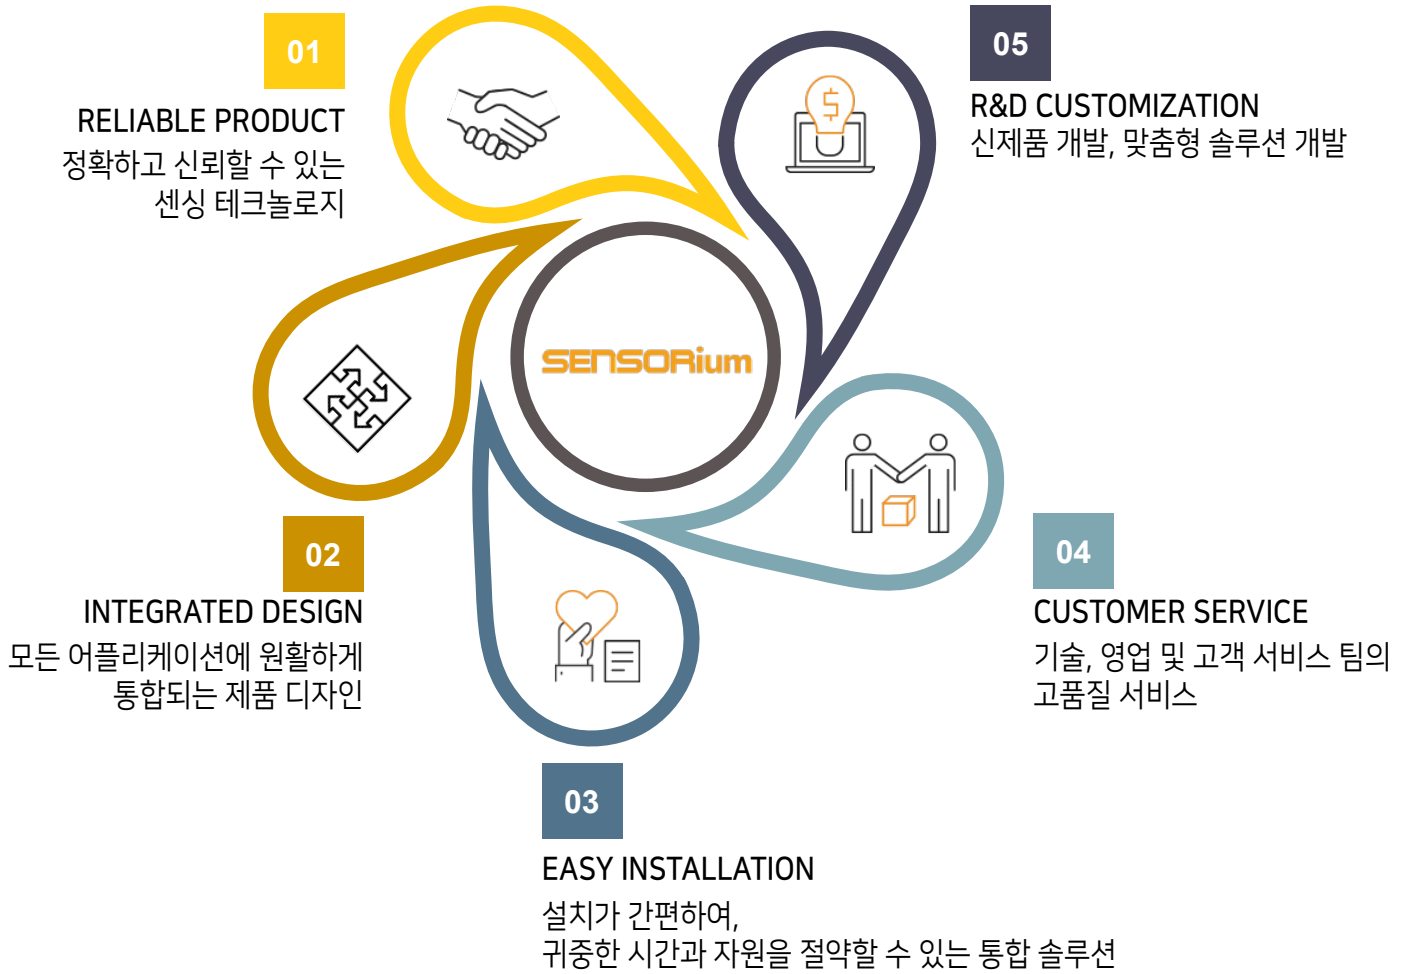 01
RELIABLE PRODUCT
정확하고 신뢰할 수 있는
센싱 테크놀로지
02
INTEGRATED DESIGN
모든 어플리케이션에 원활하게
통합되는 제품 디자인
03
EASY INSTALLATION
설치가 간편하여,
귀중한 시간과 자원을 절약할 수 있는 통합 솔루션
04
CUSTOMER SERVICE
기술, 영업 및 고객 서비스 팀의
고품질 서비스
05
R&D CUSTOMIZATION
신제품 개발, 맞춤형 솔루션 개발
SENSORium
$